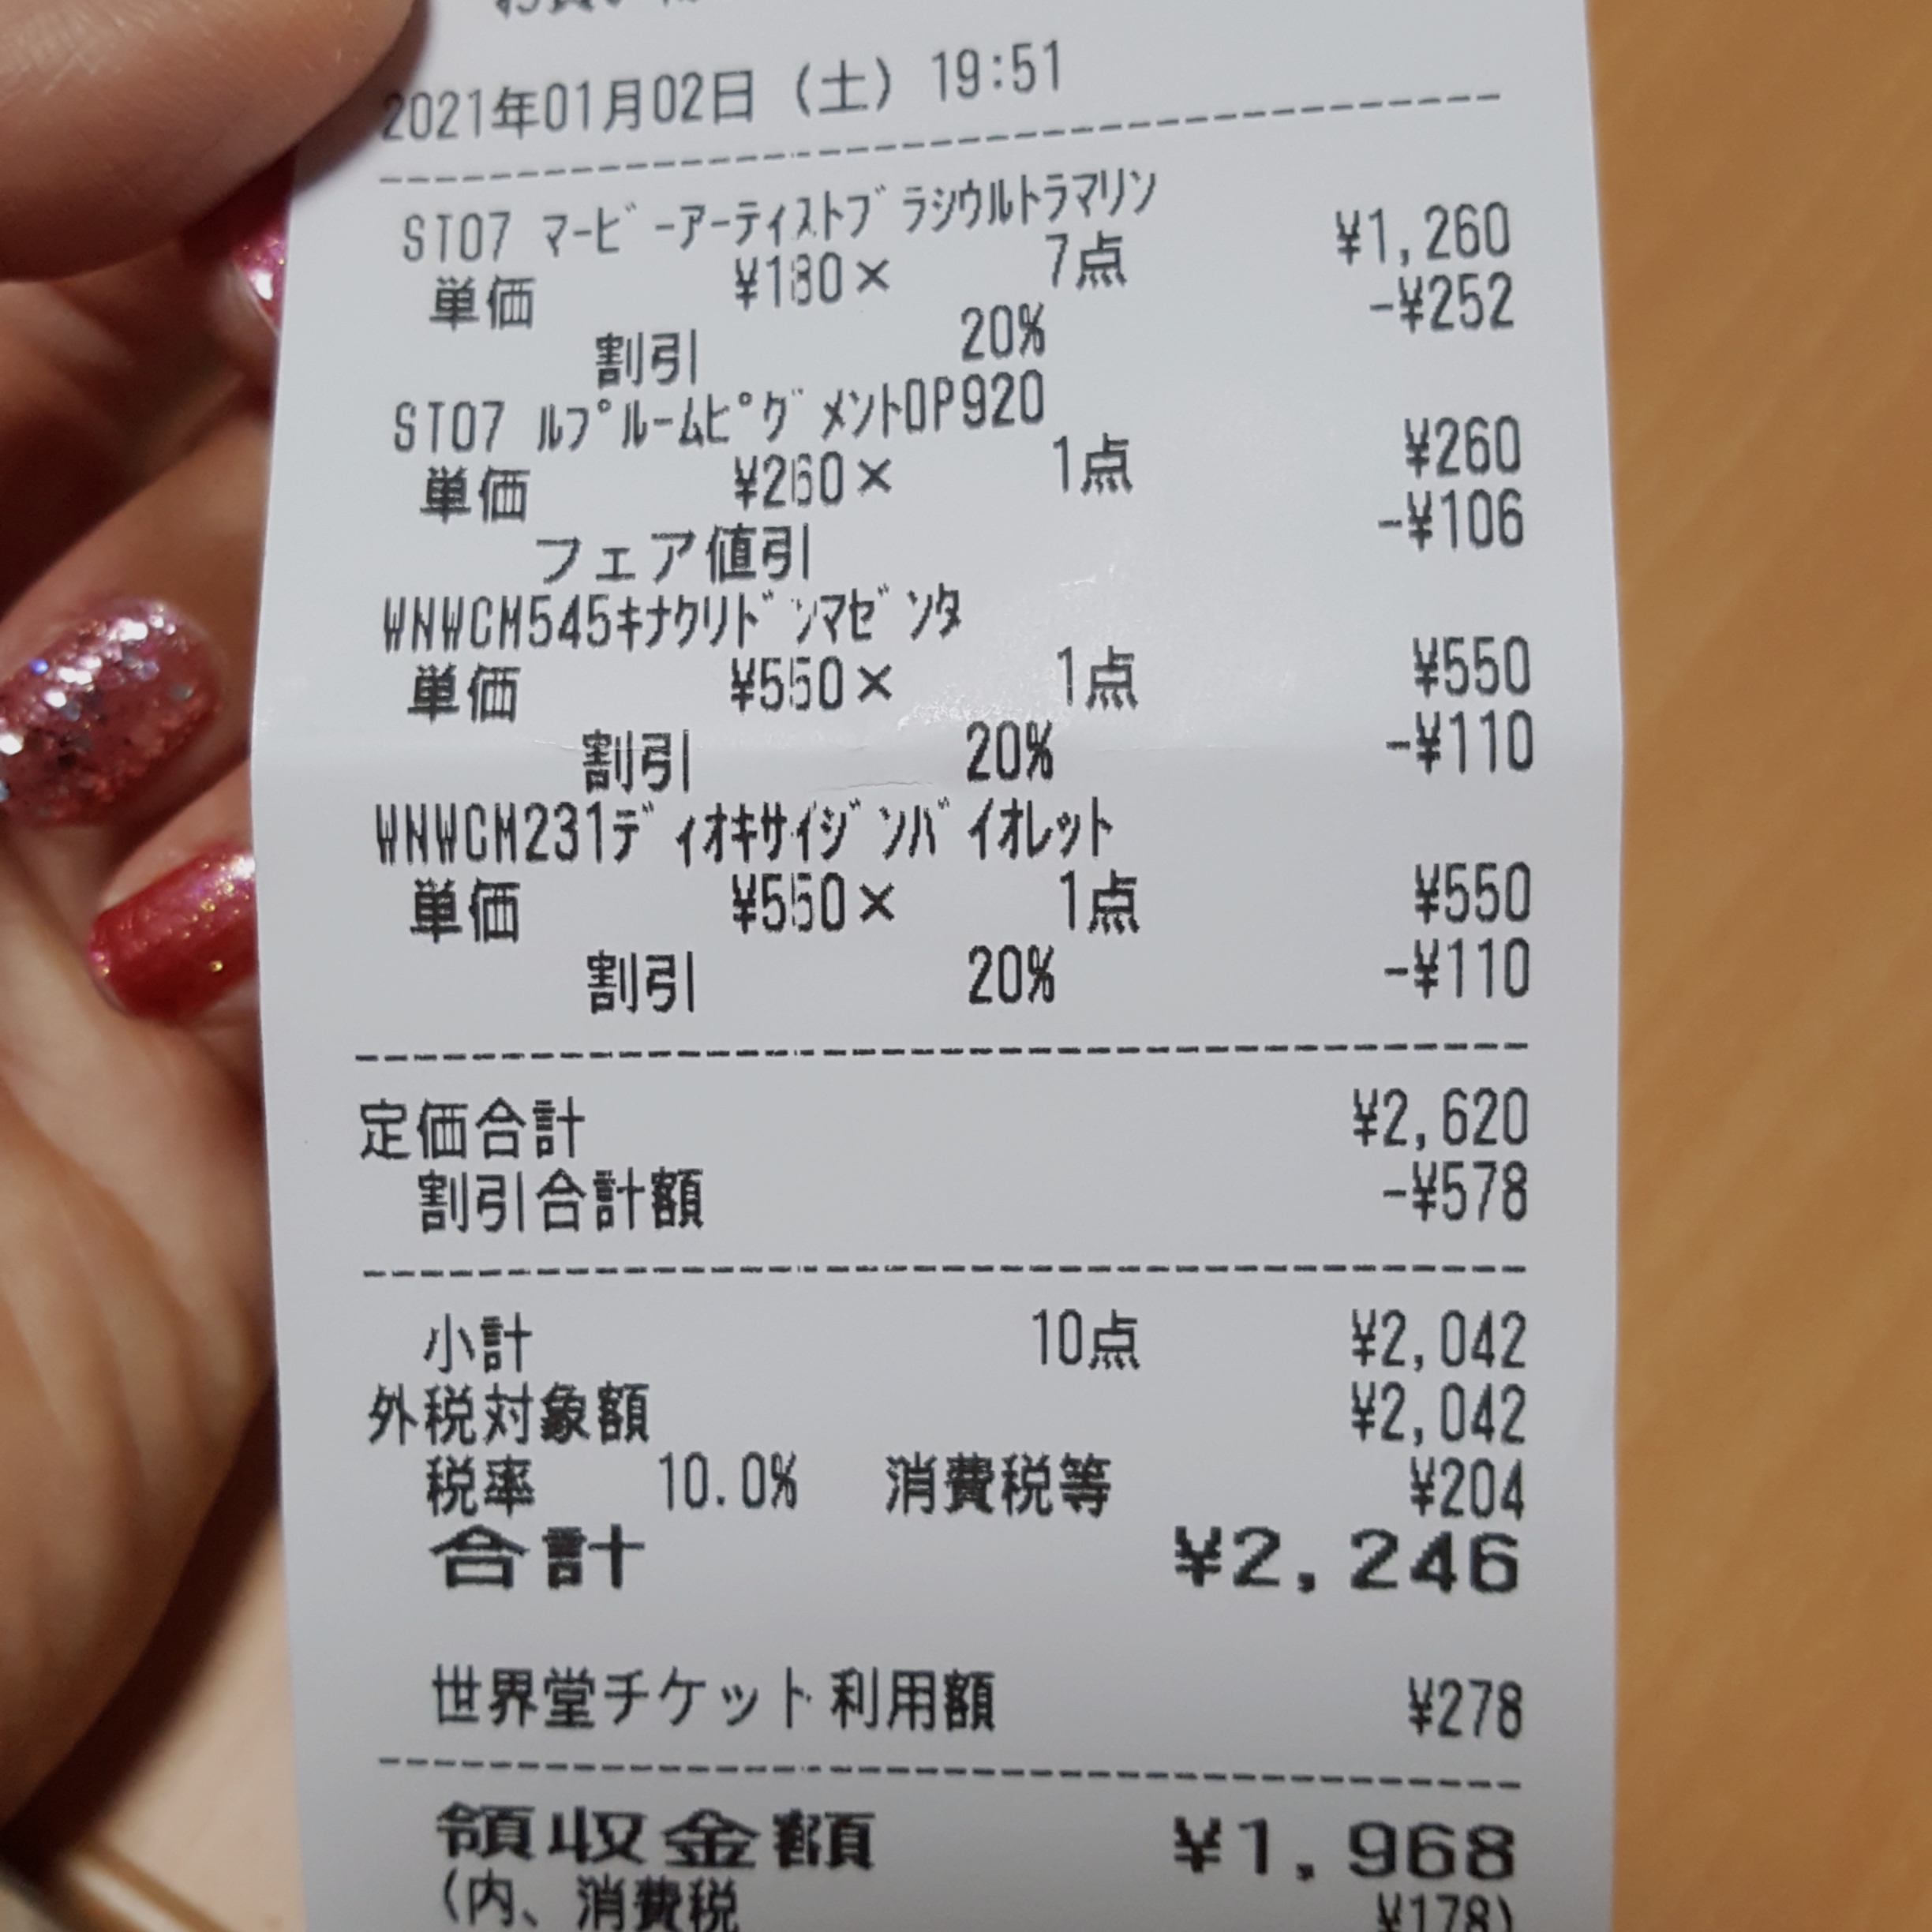 2021年01月02日（土）19:51
ST07 マービーアーティストブラシウルトラマリン
単価 ¥180× 7点 ¥1,260
割引 20% -¥252
ST07 ルプルームピグメントOP920
単価 ¥260× 1点 ¥260
フェア値引 -¥106
WNWCM545キナクリドンマゼンタ
単価 ¥550× 1点 ¥550
割引 20% -¥110
WNWCM231ディオキサイジンバイオレット
単価 ¥550× 1点 ¥550
割引 20% -¥110
定価合計 ¥2,620
割引合計額 -¥578
小計 10点 ¥2,042
外税対象額 ¥2,042
税率 10.0% 消費税等 ¥204
合計 ¥2,246
世界堂チケット利用額 ¥278
領収金額 ¥1,968
（内、消費税 ¥178）